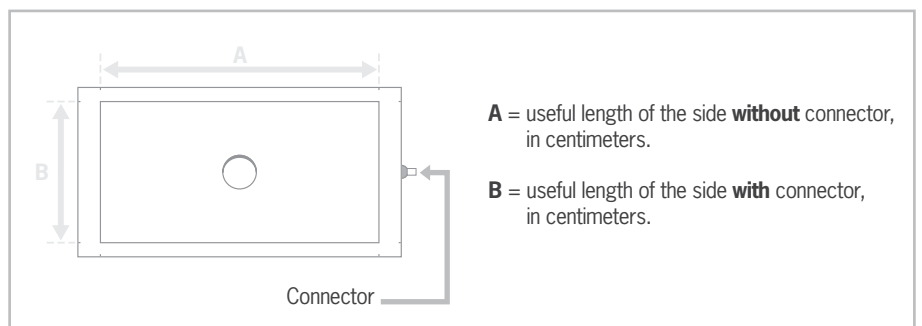 A
B
Connector
A = useful length of the side without connector,
in centimeters.
B = useful length of the side with connector,
in centimeters.